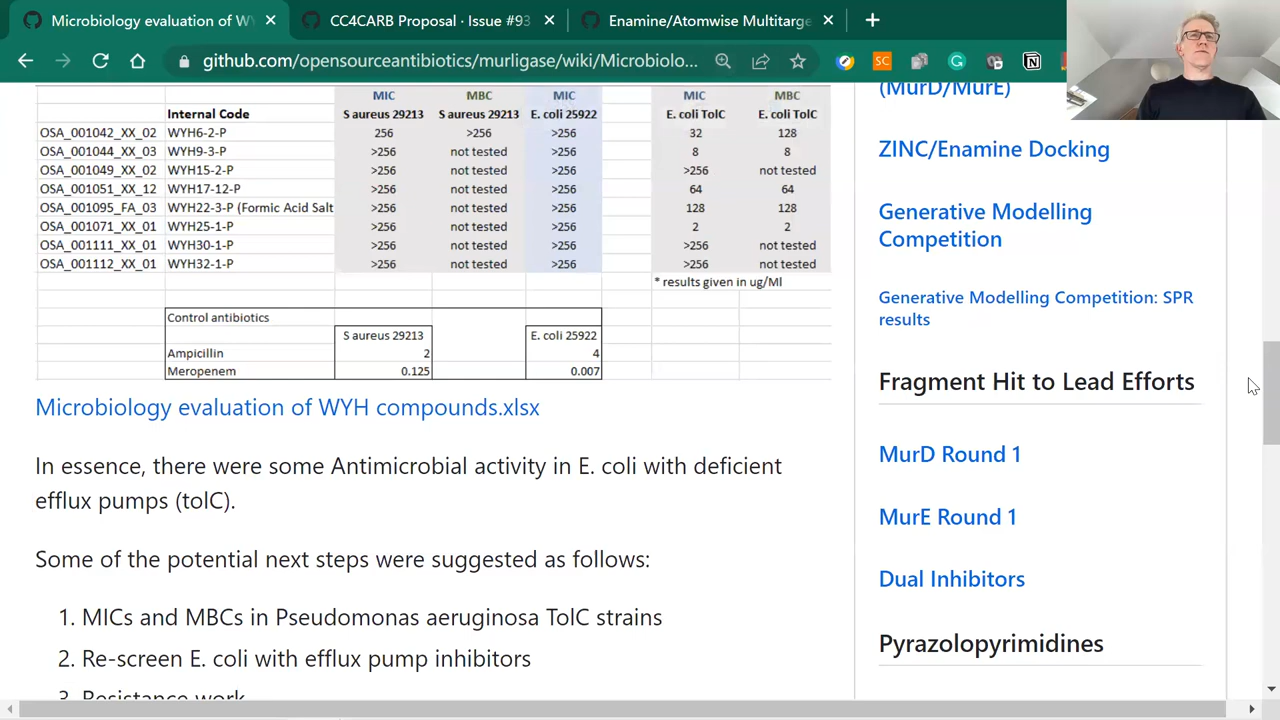 Microbiology evaluation of W
CC4CARB Proposal · Issue #93
Enamine/Atomwise Multitarge
github.com/opensourceantibiotics/murligase/wiki/Microbiolo...
SC
MIC MBC MIC MIC MBC
Internal Code S aureus 29213 S aureus 29213 E. coli 25922 E. coli TolC E. coli TolC
OSA_001042_XX_02 WYH6-2-P 256 >256 >256 32 128
OSA_001044_XX_03 WYH9-3-P >256 not tested >256 8 8
OSA_001049_XX_02 WYH15-2-P >256 not tested >256 >256 not tested
OSA_001051_XX_12 WYH17-12-P >256 not tested >256 64 64
OSA_001095_FA_03 WYH22-3-P (Formic Acid Salt >256 not tested >256 128 128
OSA_001071_XX_01 WYH25-1-P >256 not tested >256 2 2
OSA_001111_XX_01 WYH30-1-P >256 not tested >256 >256 not tested
OSA_001112_XX_01 WYH32-1-P >256 not tested >256 >256 not tested
* results given in ug/Ml
Control antibiotics
S aureus 29213 E. coli 25922
Ampicillin 2 4
Meropenem 0.125 0.007
Microbiology evaluation of WYH compounds.xlsx
In essence, there were some Antimicrobial activity in E. coli with deficient
efflux pumps (tolC).
Some of the potential next steps were suggested as follows:
1. MICs and MBCs in Pseudomonas aeruginosa TolC strains
2. Re-screen E. coli with efflux pump inhibitors
3. Resistance work
(MurD/MurE)
ZINC/Enamine Docking
Generative Modelling
Competition
Generative Modelling Competition: SPR
results
Fragment Hit to Lead Efforts
MurD Round 1
MurE Round 1
Dual Inhibitors
Pyrazolopyrimidines